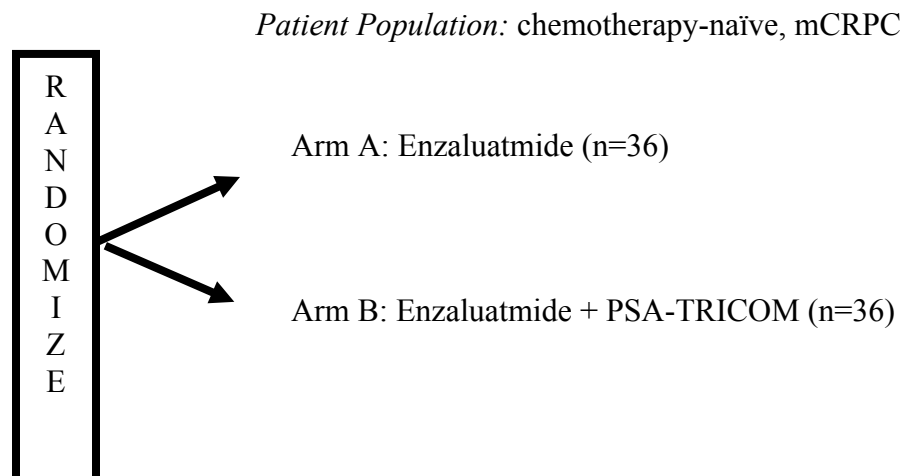 Patient Population: chemotherapy-naïve, mCRPC
R
A
N
D
O
M
I
Z
E
Arm A: Enzaluatmide (n=36)
Arm B: Enzaluatmide + PSA-TRICOM (n=36)